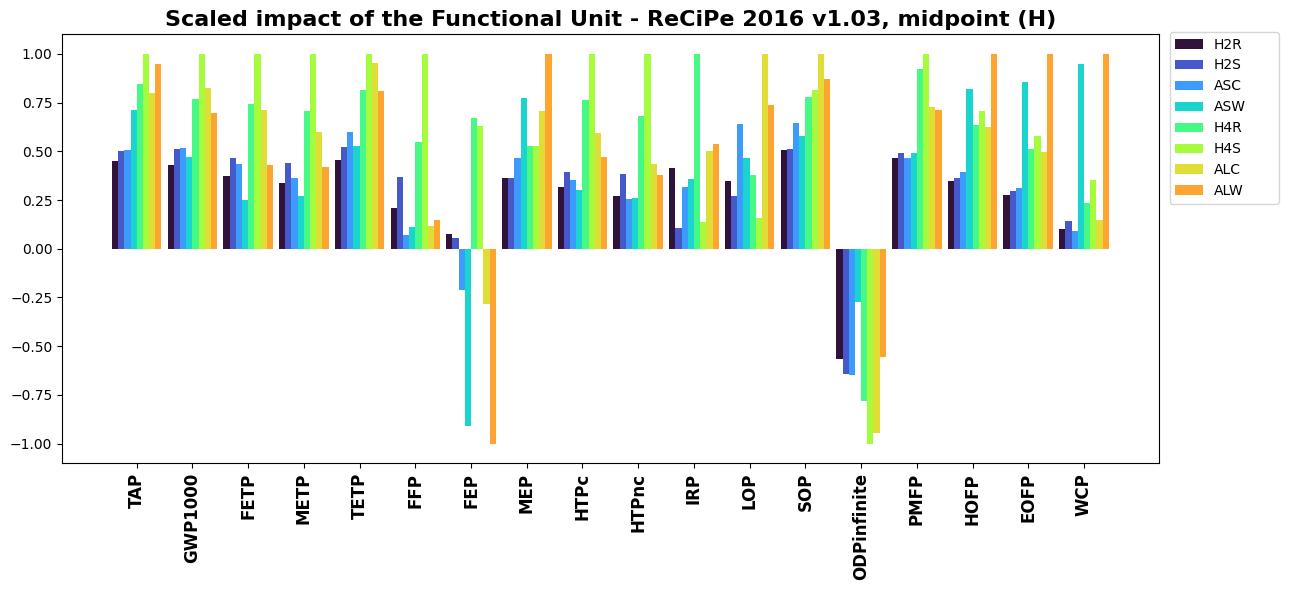 Scaled impact of the Functional Unit - ReCiPe 2016 v1.03, midpoint (H)
1.00
0.75
0.50
0.25
0.00
−0.25
−0.50
−0.75
−1.00
TAP
GWP1000
FETP
METP
TETP
FFP
FEP
MEP
HTPc
HTPnc
IRP
LOP
SOP
ODPinfinite
PMFP
HOFP
EOFP
WCP
H2R
H2S
ASC
ASW
H4R
H4S
ALC
ALW